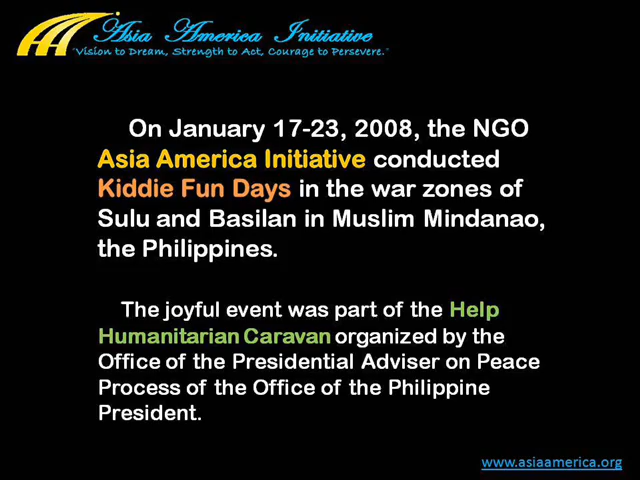 Asia America Initiative
"Vision to Dream, Strength to Act, Courage to Persevere."
On January 17-23, 2008, the NGO
Asia America Initiative conducted
Kiddie Fun Days in the war zones of
Sulu and Basilan in Muslim Mindanao,
the Philippines.
The joyful event was part of the Help
Humanitarian Caravan organized by the
Office of the Presidential Adviser on Peace
Process of the Office of the Philippine
President.
www.asiaamerica.org